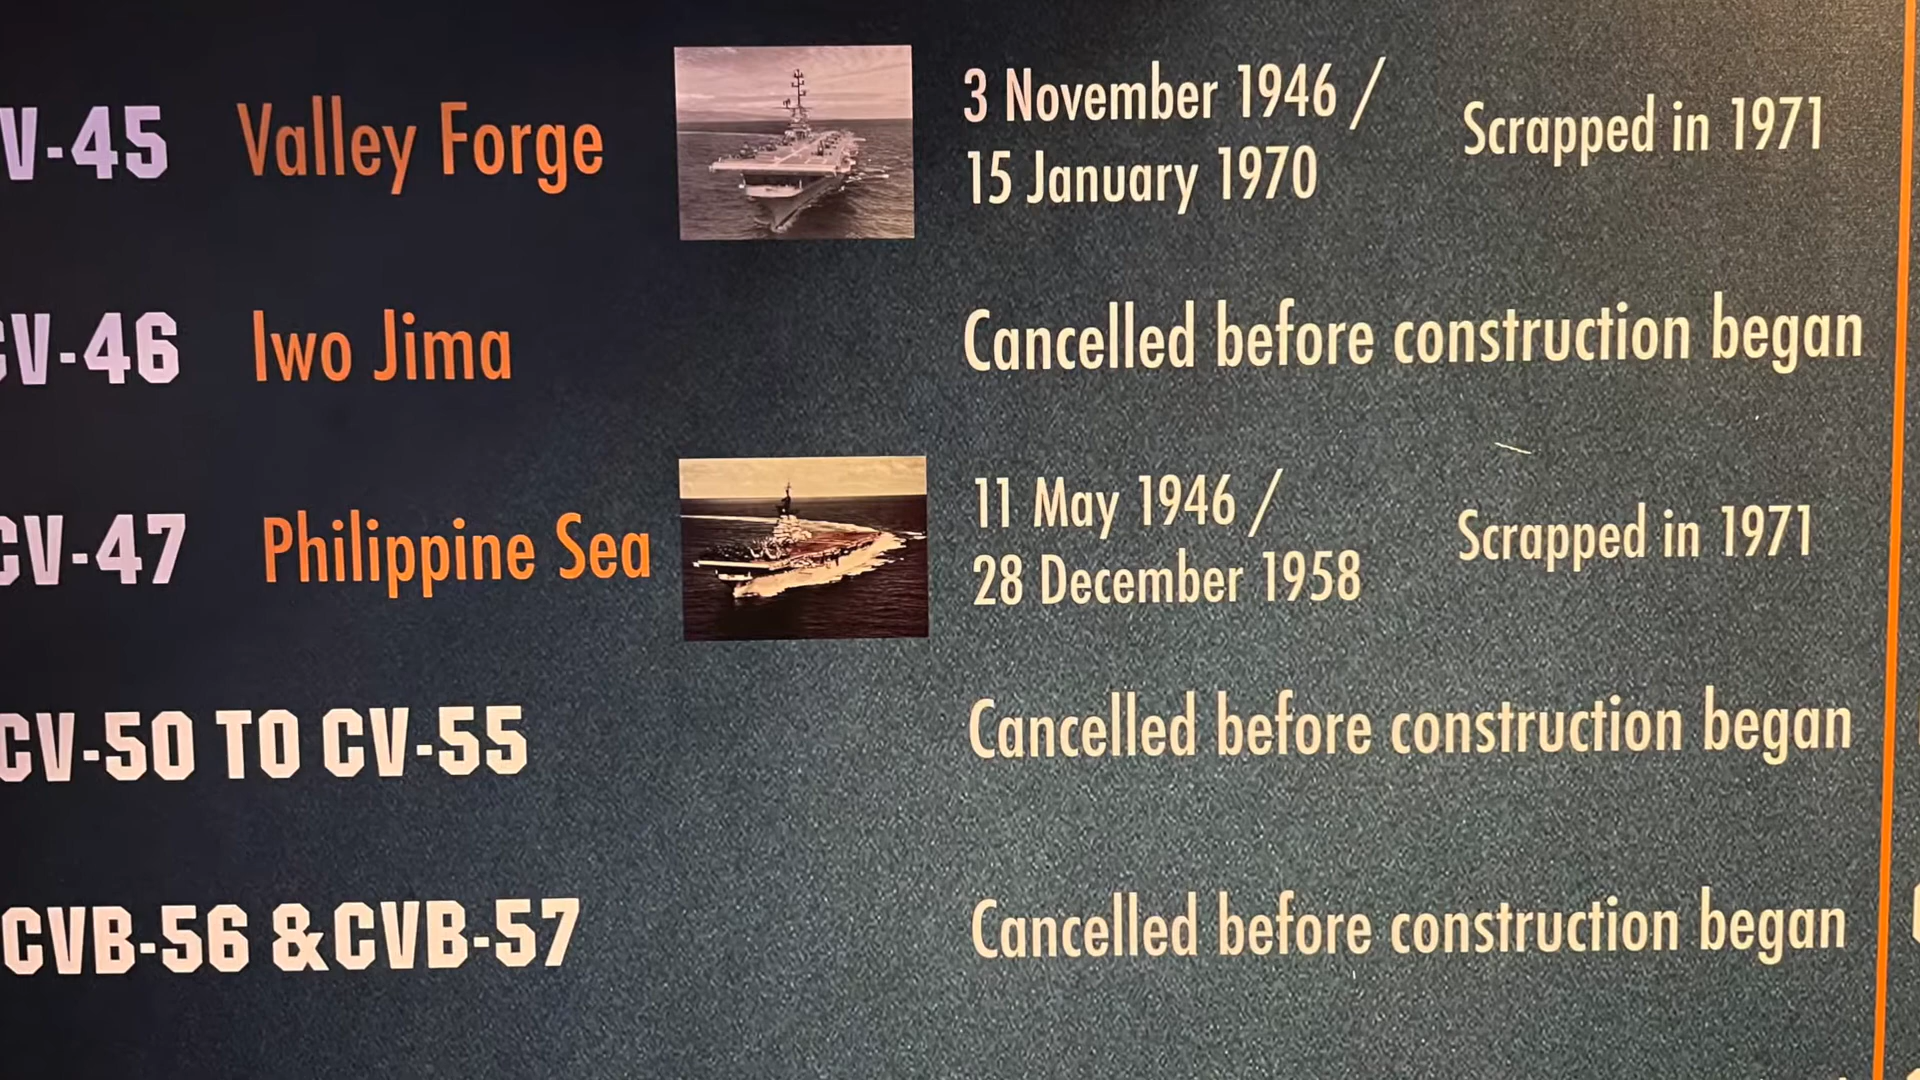 V-45 Valley Forge 3 November 1946 / Scrapped in 1971
15 January 1970
CV-46 Iwo Jima Cancelled before construction began
CV-47 Philippine Sea 11 May 1946 / Scrapped in 1971
28 December 1958
CV-50 TO CV-55 Cancelled before construction began
CVB-56 & CVB-57 Cancelled before construction began